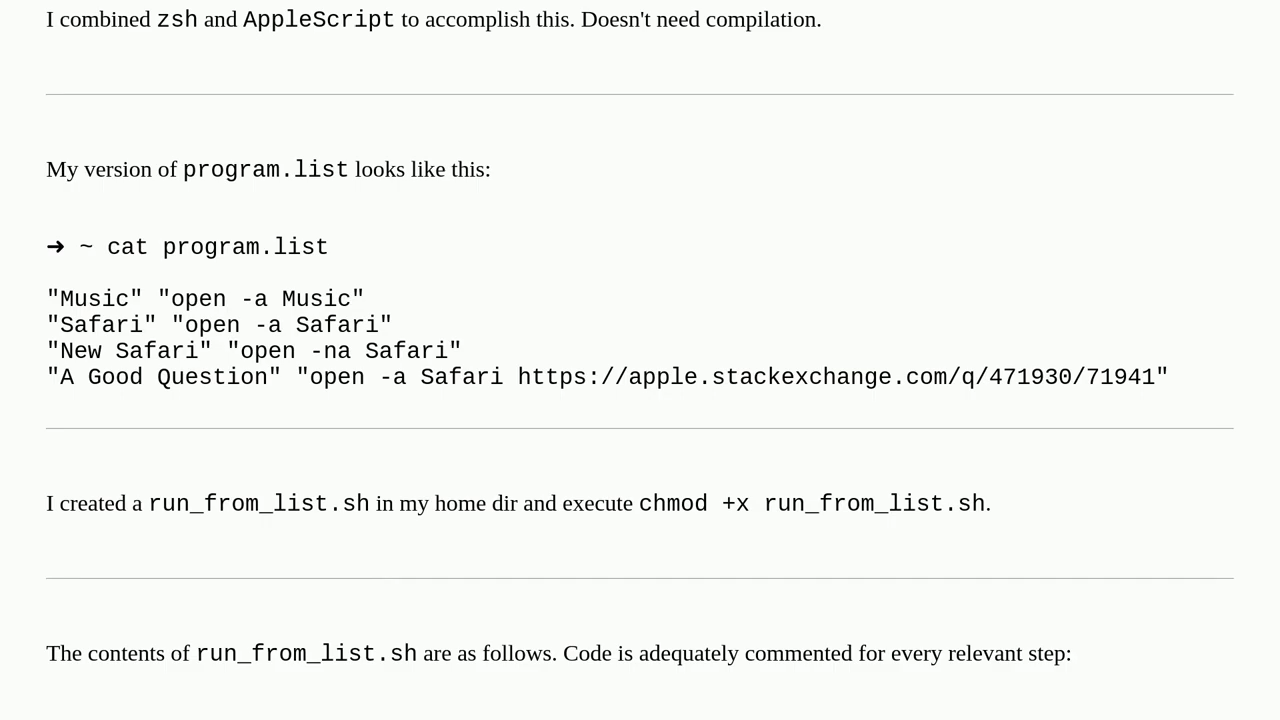 I combined zsh and AppleScript to accomplish this. Doesn't need compilation.
My version of program.list looks like this:
➜ ~ cat program.list
"Music" "open -a Music"
"Safari" "open -a Safari"
"New Safari" "open -na Safari"
"A Good Question" "open -a Safari https://apple.stackexchange.com/q/471930/71941"
I created a run_from_list.sh in my home dir and execute chmod +x run_from_list.sh.
The contents of run_from_list.sh are as follows. Code is adequately commented for every relevant step: